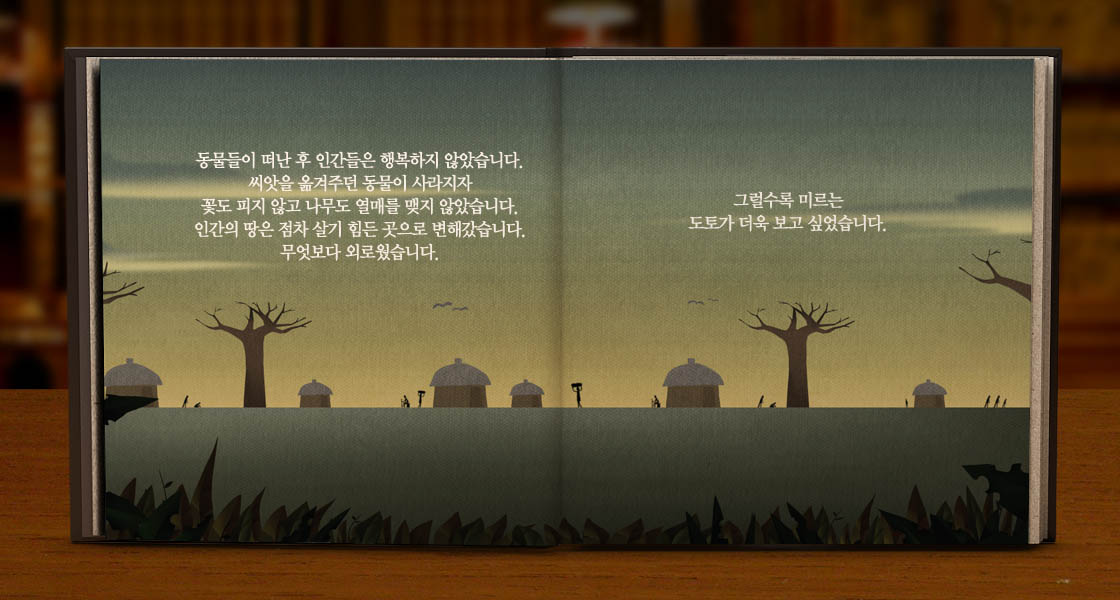 동물들이 떠난 후 인간들은 행복하지 않았습니다.
씨앗을 옮겨주던 동물이 사라지자
꽃도 피지 않고 나무도 열매를 맺지 않았습니다.
인간의 땅은 점차 살기 힘든 곳으로 변해갔습니다.
무엇보다 외로웠습니다.
그럴수록 미르는
도토가 더욱 보고 싶었습니다.